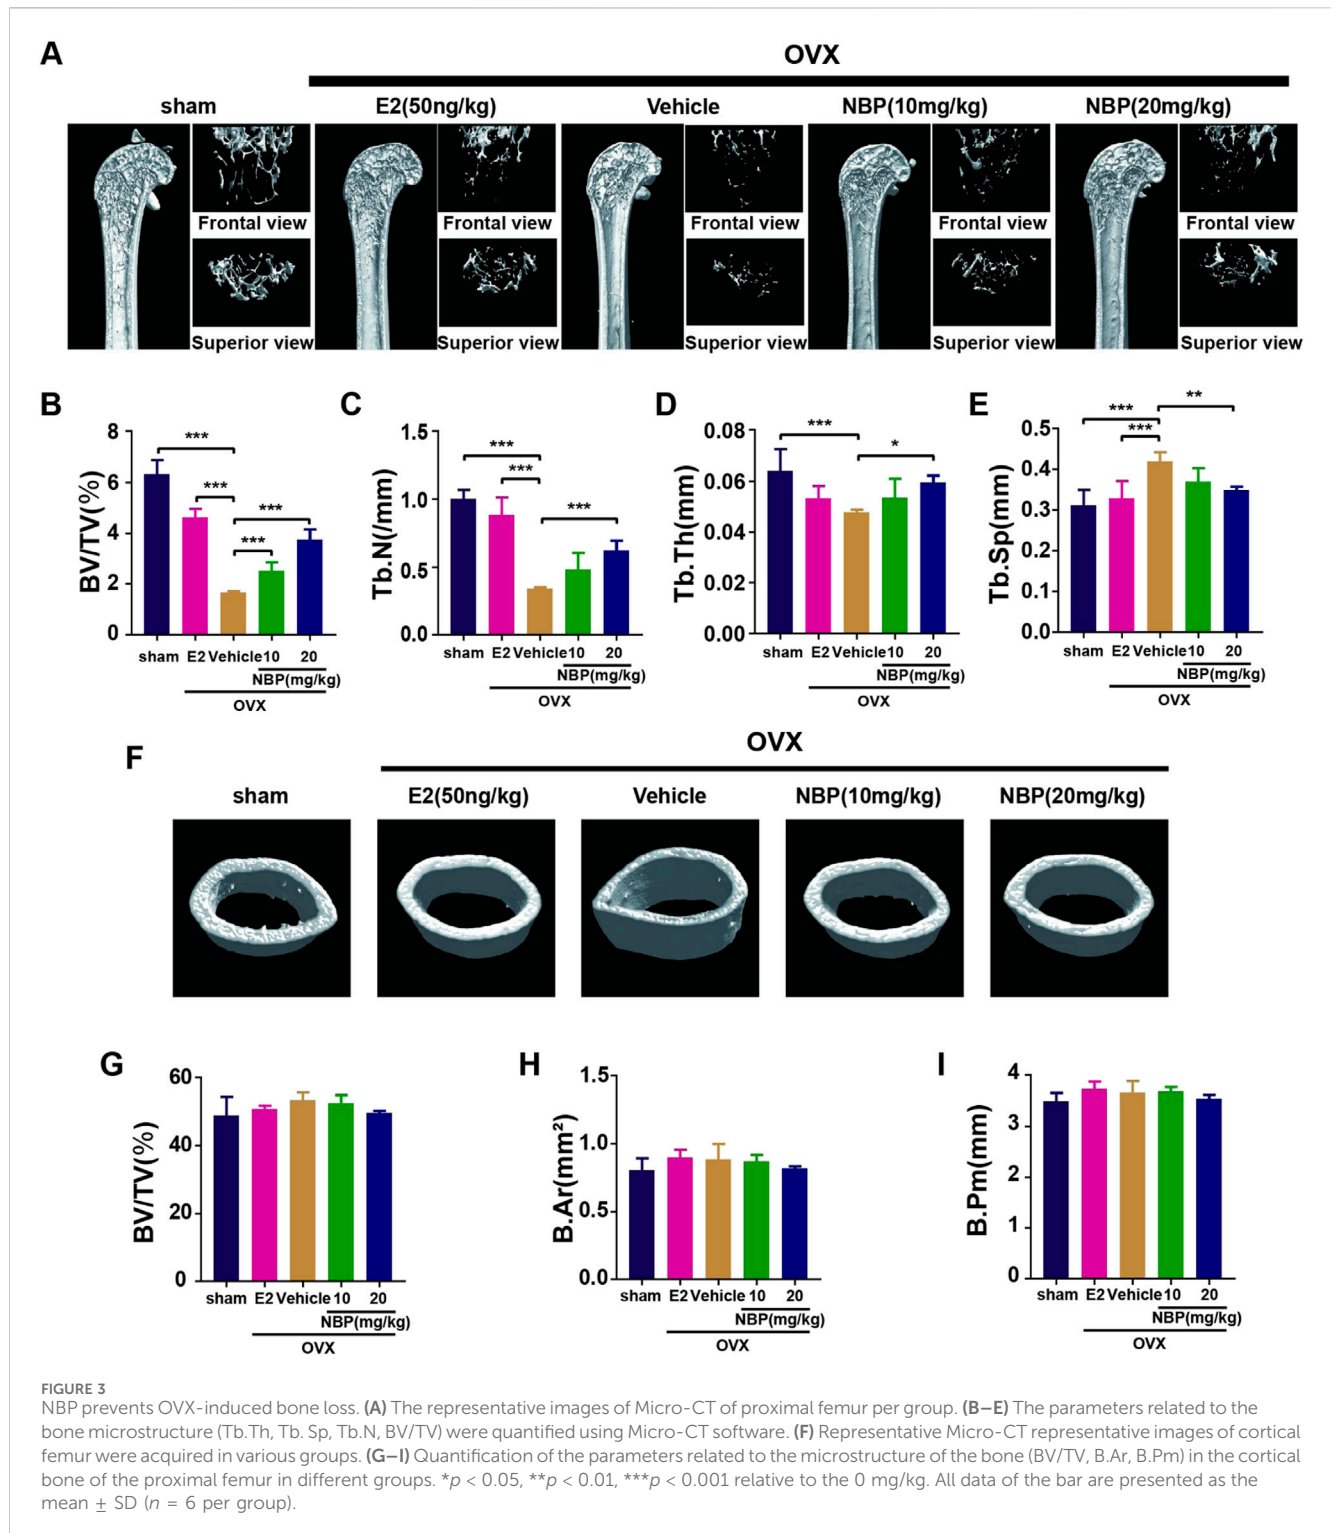 A
OVX
sham
E2(50ng/kg)
Vehicle
NBP(10mg/kg)
NBP(20mg/kg)
Frontal view
Frontal view
Frontal view
Frontal view
Frontal view
Superior view
Superior view
Superior view
Superior view
Superior view
B
BV/TV(%)
8
6
4
2
0
***
***
***
***
sham E2 Vehicle 10 20
NBP(mg/kg)
OVX
C
Tb.N(/mm)
1.5
1.0
0.5
0.0
***
***
***
sham E2 Vehicle 10 20
NBP(mg/kg)
OVX
D
Tb.Th(mm)
0.08
0.06
0.04
0.02
0.00
***
*
sham E2 Vehicle 10 20
NBP(mg/kg)
OVX
E
Tb.Sp(mm)
0.5
0.4
0.3
0.2
0.1
0.0
***
***
**
sham E2 Vehicle 10 20
NBP(mg/kg)
OVX
F
OVX
sham
E2(50ng/kg)
Vehicle
NBP(10mg/kg)
NBP(20mg/kg)
G
BV/TV(%)
60
40
20
0
sham E2 Vehicle 10 20
NBP(mg/kg)
OVX
H
B.Ar(mm²)
1.5
1.0
0.5
0.0
sham E2 Vehicle 10 20
NBP(mg/kg)
OVX
I
B.Pm(mm)
4
3
2
1
0
sham E2 Vehicle 10 20
NBP(mg/kg)
OVX
FIGURE 3
NBP prevents OVX-induced bone loss. (A) The representative images of Micro-CT of proximal femur per group. (B–E) The parameters related to the
bone microstructure (Tb.Th, Tb. Sp, Tb.N, BV/TV) were quantified using Micro-CT software. (F) Representative Micro-CT representative images of cortical
femur were acquired in various groups. (G–I) Quantification of the parameters related to the microstructure of the bone (BV/TV, B.Ar, B.Pm) in the cortical
bone of the proximal femur in different groups. *p < 0.05, **p < 0.01, ***p < 0.001 relative to the 0 mg/kg. All data of the bar are presented as the
mean ± SD (n = 6 per group).